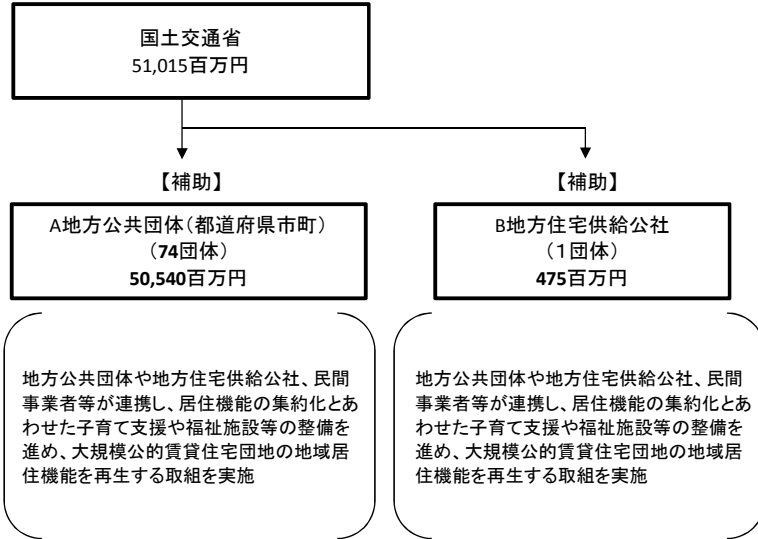 国土交通省
51,015百万円
【補助】
【補助】
A地方公共団体（都道府県市町）
（74団体）
50,540百万円
B地方住宅供給公社
（１団体）
475百万円
地方公共団体や地方住宅供給公社、民間
事業者等が連携し、居住機能の集約化とあ
わせた子育て支援や福祉施設等の整備を
進め、大規模公的賃貸住宅団地の地域居
住機能を再生する取組を実施
地方公共団体や地方住宅供給公社、民間
事業者等が連携し、居住機能の集約化とあ
わせた子育て支援や福祉施設等の整備を
進め、大規模公的賃貸住宅団地の地域居
住機能を再生する取組を実施